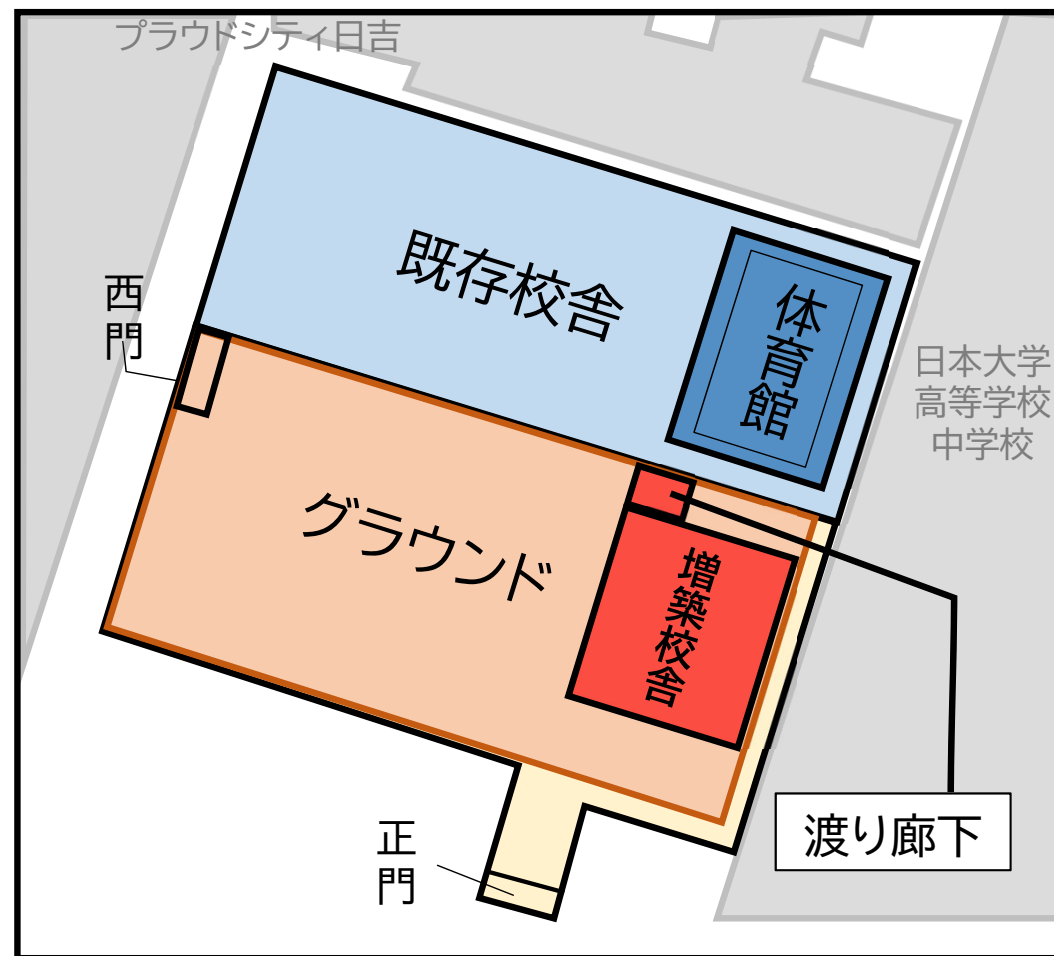 プラウドシティ日吉
既存校舎
体育館
西門
日本大学
高等学校
中学校
グラウンド
増築校舎
渡り廊下
正門